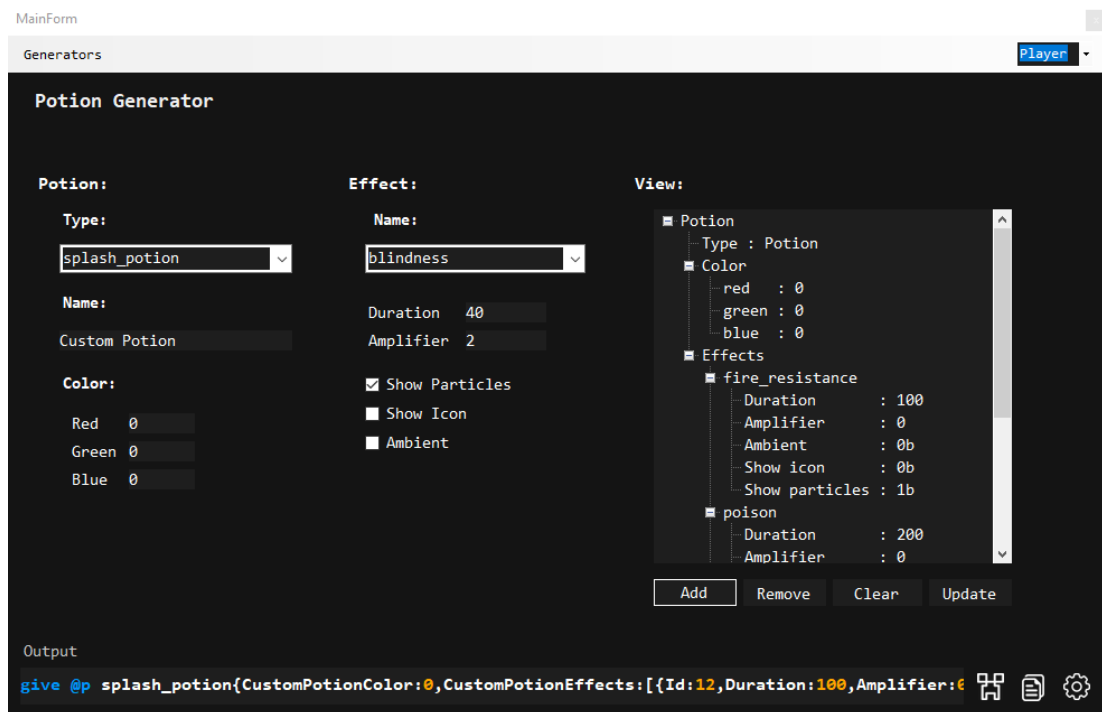 MainForm
Generators
Player
Potion Generator
Potion:
Type:
splash_potion
Name:
Custom Potion
Color:
Red 0
Green 0
Blue 0
Effect:
Name:
blindness
Duration 40
Amplifier 2
Show Particles
Show Icon
Ambient
View:
Potion
Type : Potion
Color
red : 0
green : 0
blue : 0
Effects
fire_resistance
Duration : 100
Amplifier : 0
Ambient : 0b
Show icon : 0b
Show particles : 1b
poison
Duration : 200
Amplifier : 0
Add Remove Clear Update
Output
give @p splash_potion{CustomPotionColor:0,CustomPotionEffects:[{Id:12,Duration:100,Amplifier:0